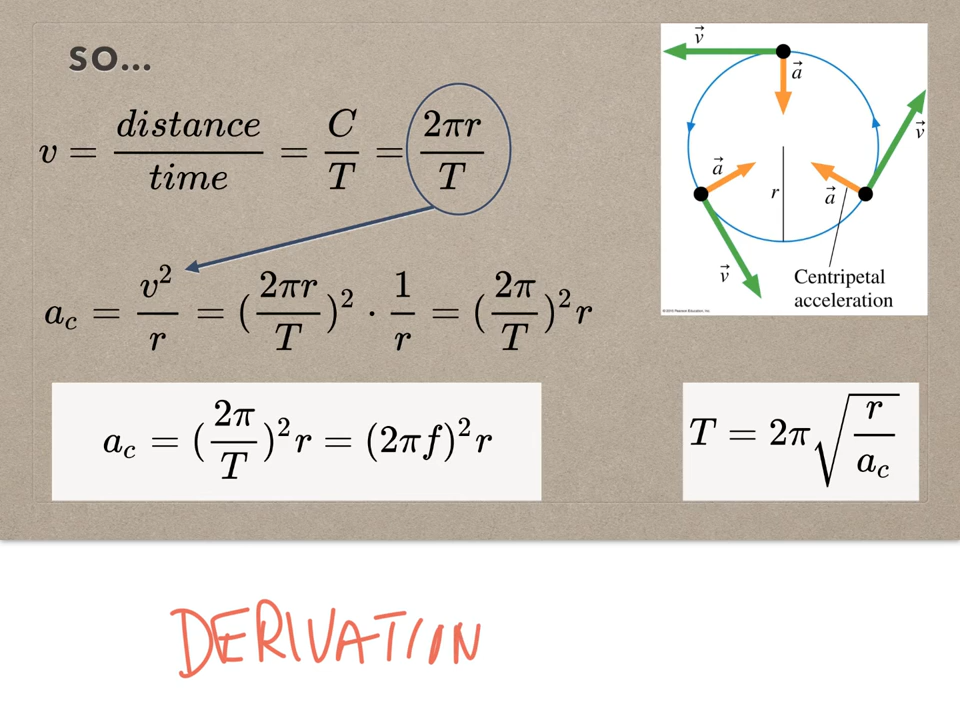 SO...
v = distance/time = C/T = 2πr/T
a_c = v²/r = (2πr/T)² · 1/r = (2π/T)² r
a_c = (2π/T)² r = (2πf)² r
T = 2π√(r/a_c)
v⃗
a⃗
v⃗
a⃗
a⃗
r
v⃗
Centripetal
acceleration
DERIVATION